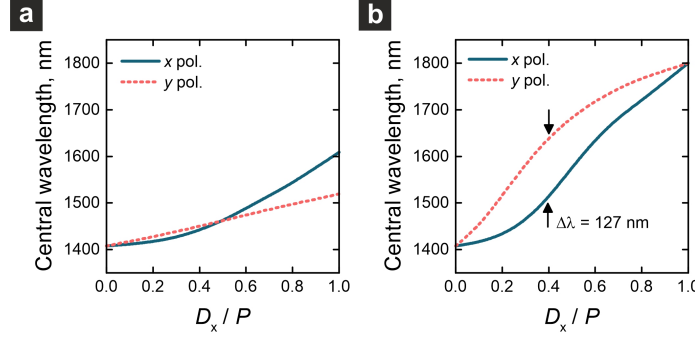 a
Central wavelength, nm
1800
1700
1600
1500
1400
x pol.
y pol.
0.0 0.2 0.4 0.6 0.8 1.0
Dx / P
b
Central wavelength, nm
1800
1700
1600
1500
1400
x pol.
y pol.
Δλ = 127 nm
0.0 0.2 0.4 0.6 0.8 1.0
Dx / P